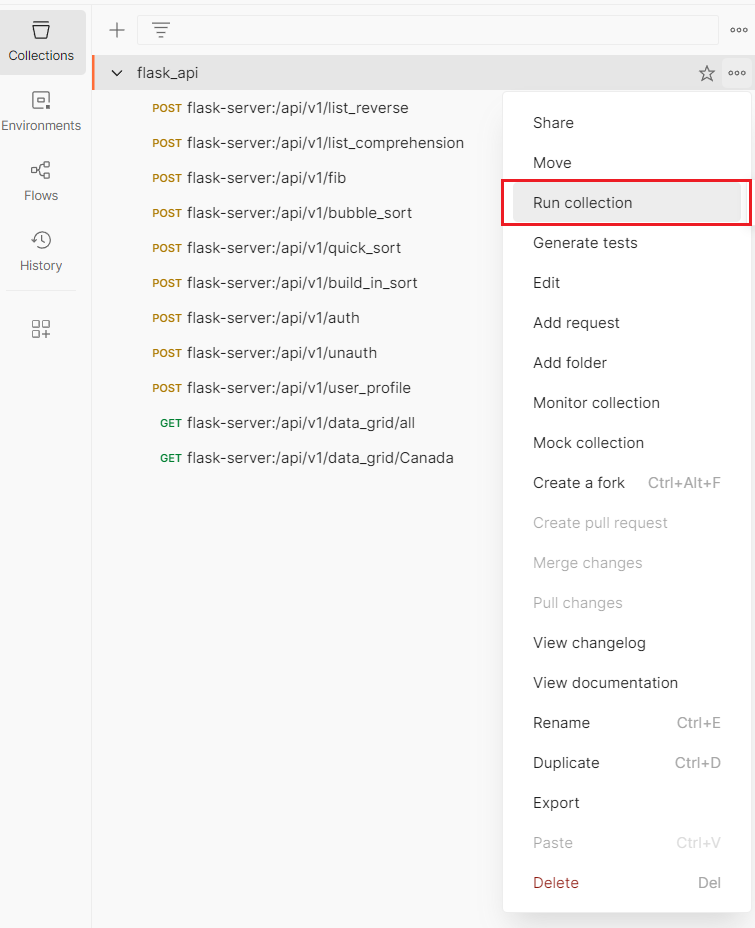 Collections
Environments
Flows
History
flask_api
POST flask-server:/api/v1/list_reverse
POST flask-server:/api/v1/list_comprehension
POST flask-server:/api/v1/fib
POST flask-server:/api/v1/bubble_sort
POST flask-server:/api/v1/quick_sort
POST flask-server:/api/v1/build_in_sort
POST flask-server:/api/v1/auth
POST flask-server:/api/v1/unauth
POST flask-server:/api/v1/user_profile
GET flask-server:/api/v1/data_grid/all
GET flask-server:/api/v1/data_grid/Canada
Share
Move
Run collection
Generate tests
Edit
Add request
Add folder
Monitor collection
Mock collection
Create a fork Ctrl+Alt+F
Create pull request
Merge changes
Pull changes
View changelog
View documentation
Rename Ctrl+E
Duplicate Ctrl+D
Export
Paste Ctrl+V
Delete Del